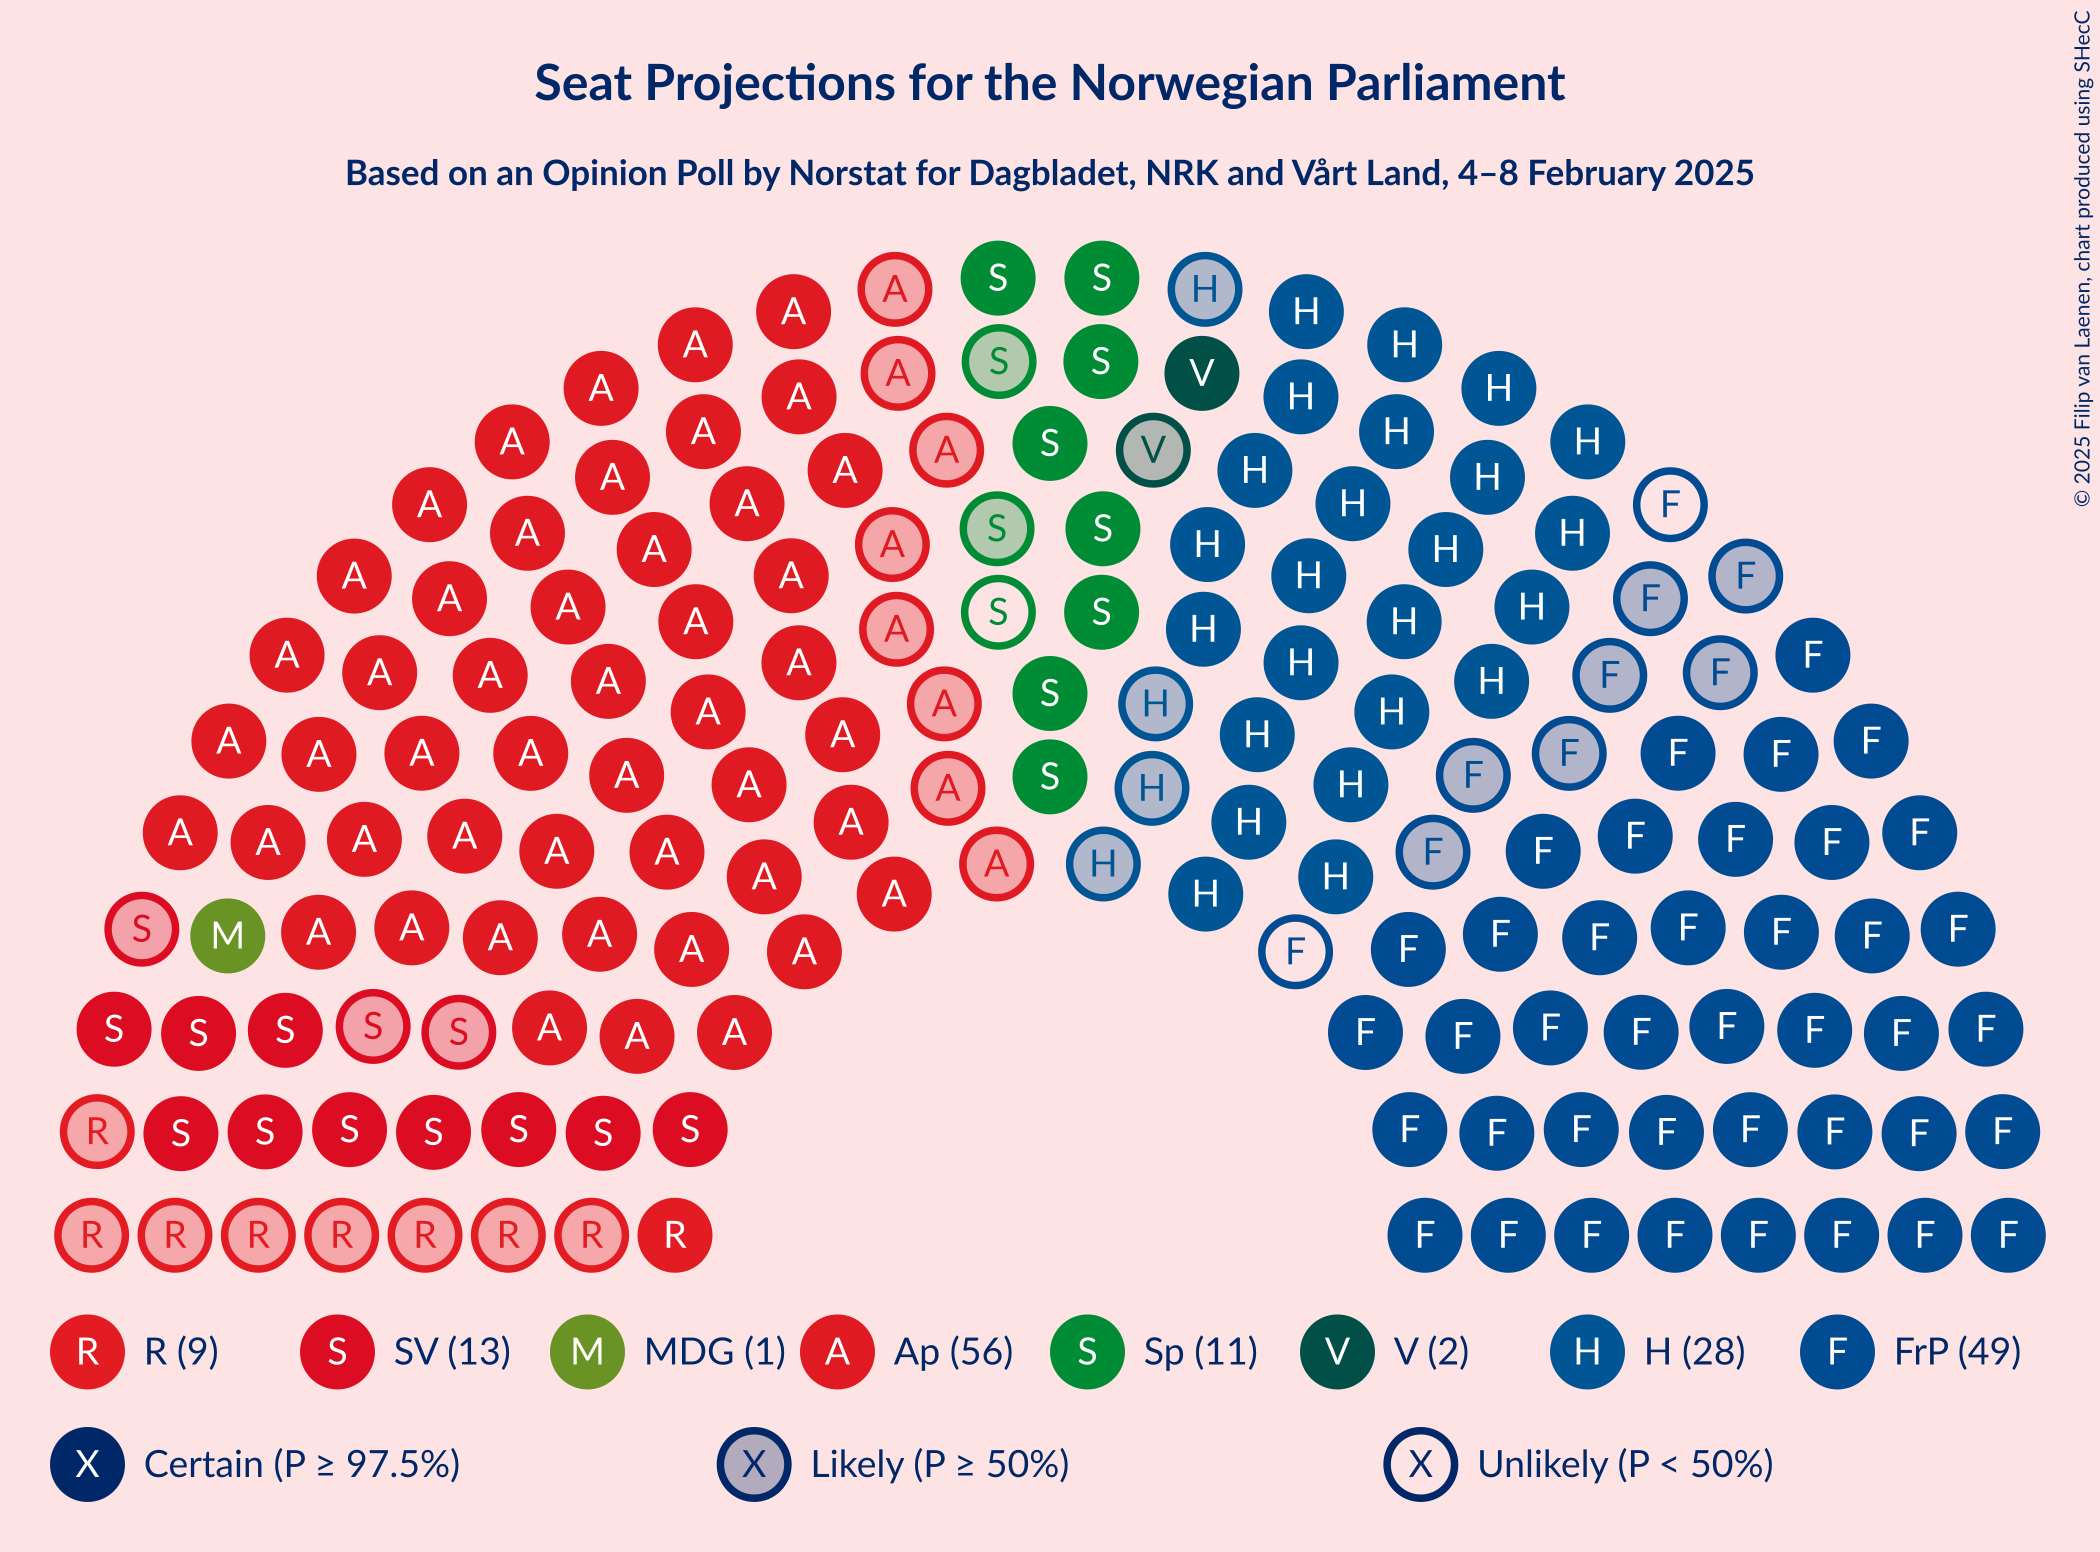 Seat Projections for the Norwegian Parliament
Based on an Opinion Poll by Norstat for Dagbladet, NRK and Vårt Land, 4–8 February 2025
© 2025 Filip van Laenen, chart produced using SHecC
S S
A H
A H
A S S H
A A V H
A A H H
A A S H
A A V H
A A H H
A A H F
A S S H
A A H H
A A H H
A A H F
A S S H
A A H F
A A H H
A A H F
A S H
A A H F
A A H F
A A A A H H F F
A S H
A A A A A A H H F F F F
A A A A A A A H H F F F F F
S M A A A A A A F F F F F F F F
S S S S S A A A F F F F F F F F
R S S S S S S S F F F F F F F F
R R R R R R R R F F F F F F F F
R R (9) S SV (13) M MDG (1) A Ap (56) S Sp (11) V V (2) H H (28) F FrP (49)
X Certain (P ≥ 97.5%) X Likely (P ≥ 50%) X Unlikely (P < 50%)